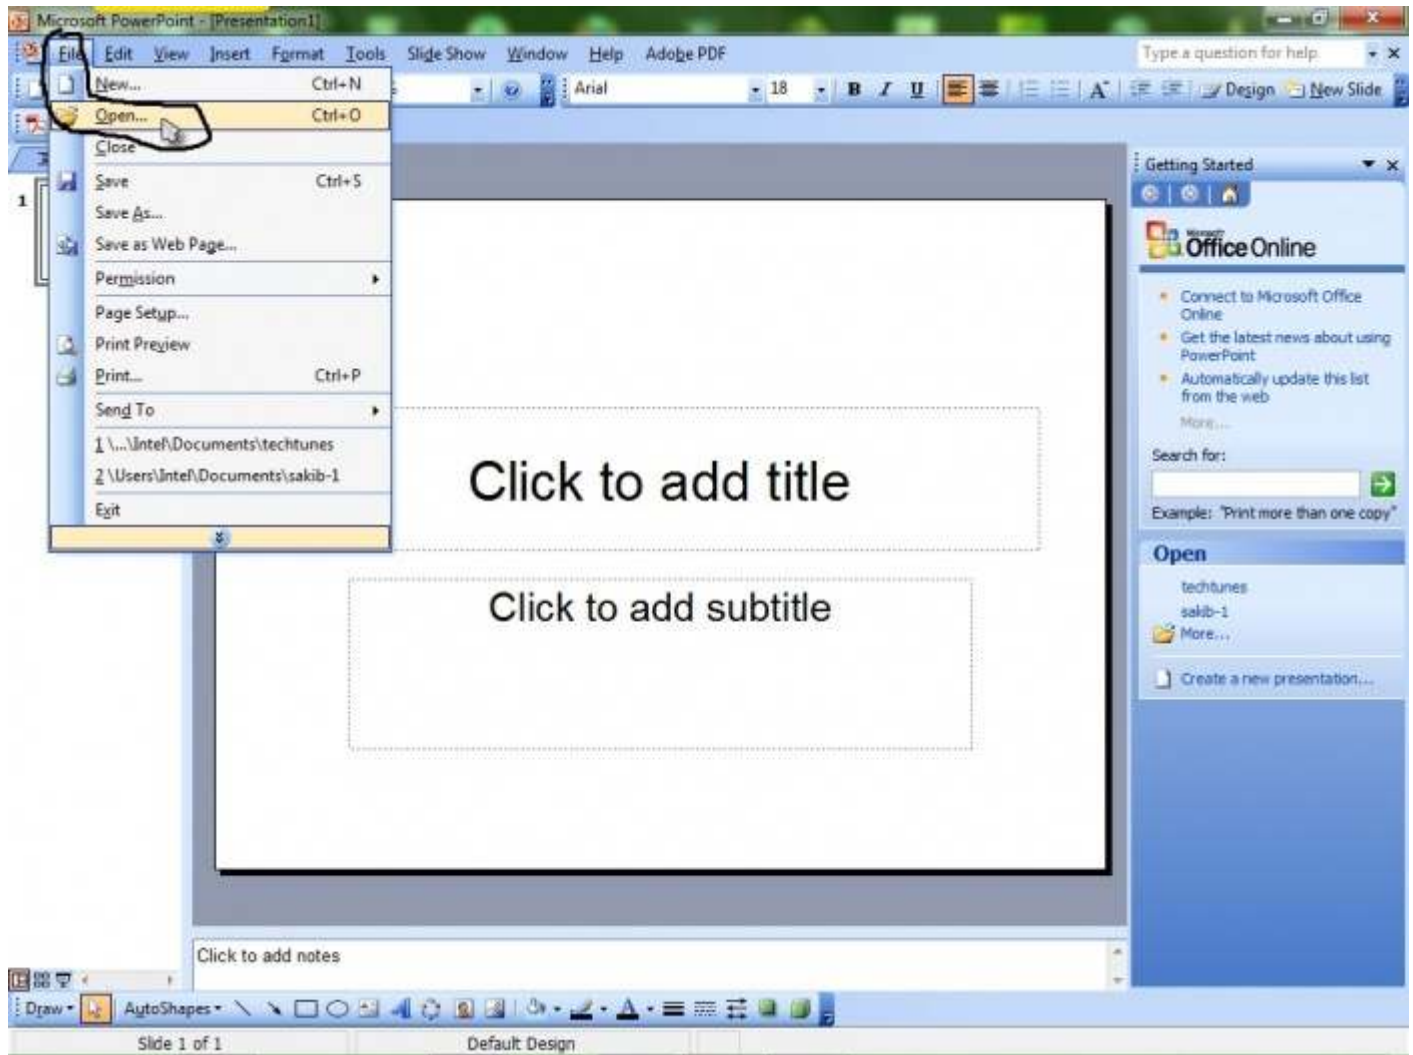 Microsoft PowerPoint - [Presentation1]
File Edit View Insert Format Tools Slide Show Window Help Adobe PDF Type a question for help
Arial 18 B I U A Design New Slide
New... Ctrl+N
Open... Ctrl+O
Close
Save Ctrl+S
Save As...
Save as Web Page...
Permission
Page Setup...
Print Preview
Print... Ctrl+P
Send To
1 \...\Intel\Documents\techtunes
2 \Users\Intel\Documents\sakib-1
Exit
1
Click to add title
Click to add subtitle
Click to add notes
Getting Started
Microsoft
Office Online
Connect to Microsoft Office
Online
Get the latest news about using
PowerPoint
Automatically update this list
from the web
More...
Search for:
Example: "Print more than one copy"
Open
techtunes
sakib-1
More...
Create a new presentation...
Draw AutoShapes A
Slide 1 of 1 Default Design